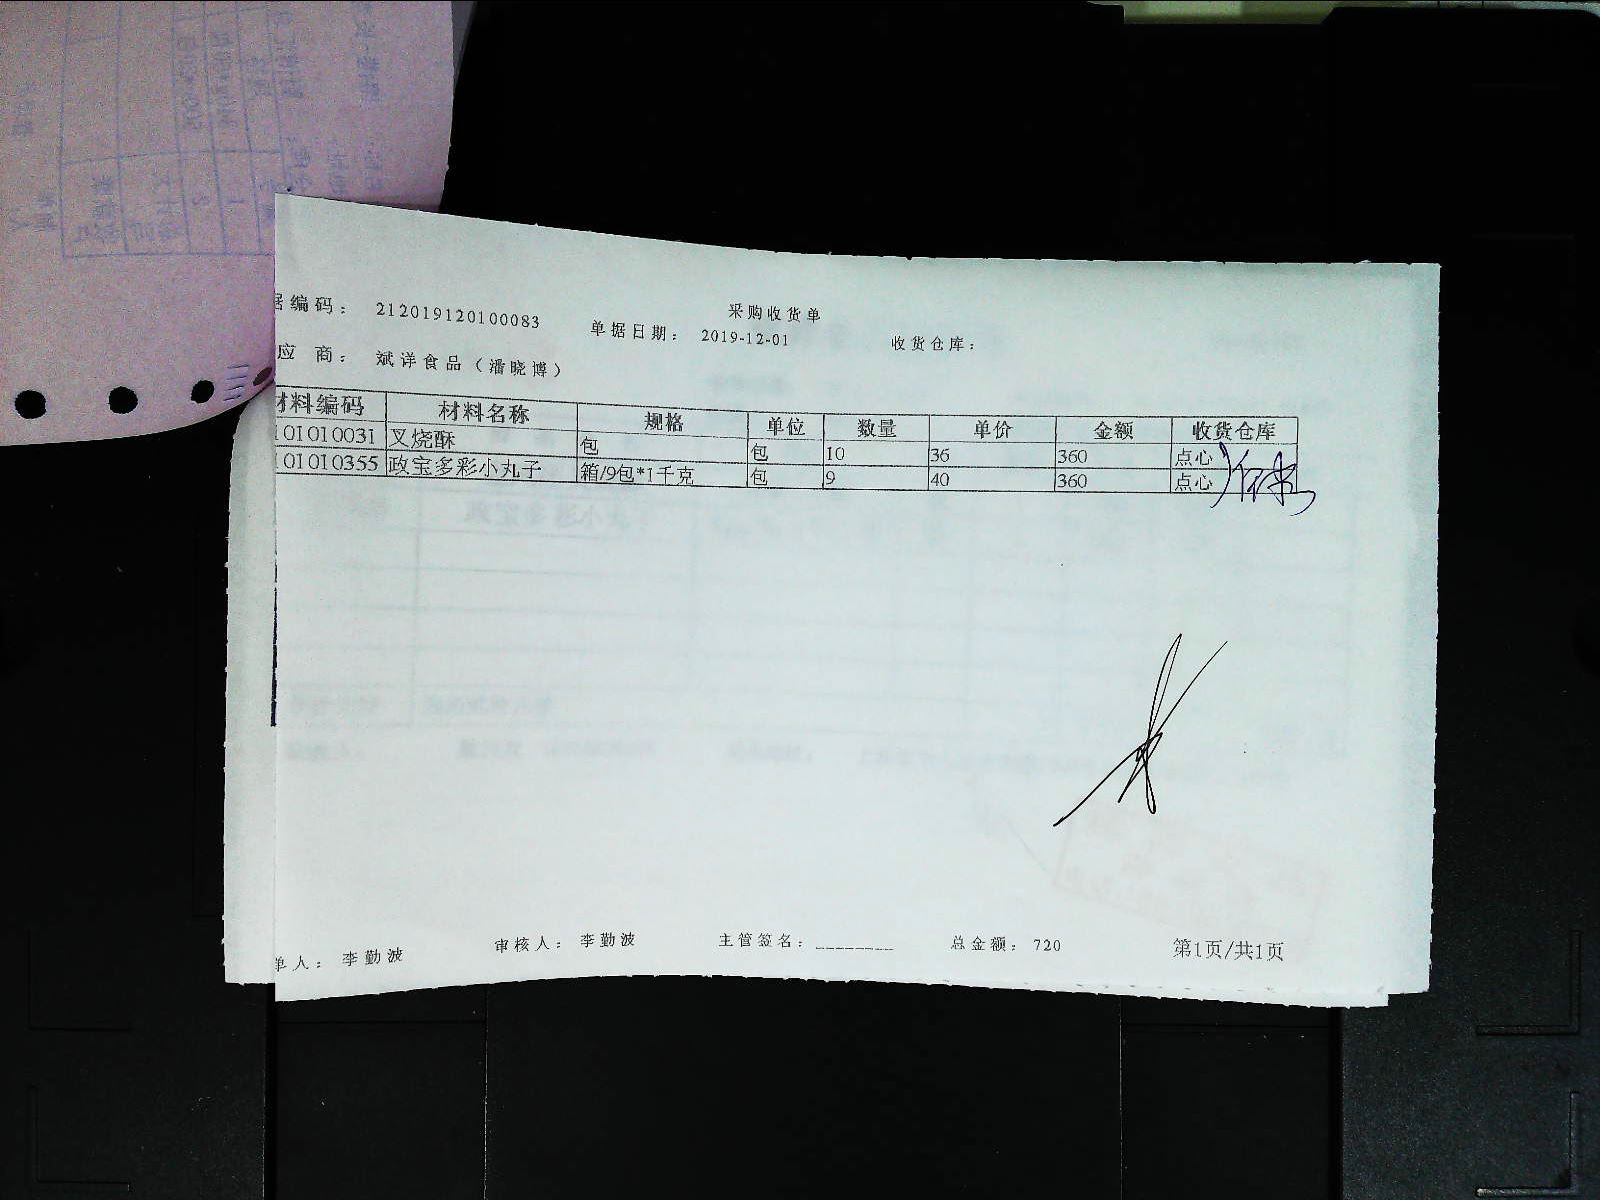 采购收货单
据编码： 212019120100083 单据日期： 2019-12-01 收货仓库：
应 商： 斌洋食品（潘晓博）
材料编码 材料名称 规格 单位 数量 单价 金额 收货仓库
101010031 叉烧酥 包 包 10 36 360 点心
101010355 政宝多彩小丸子 箱/9包*1千克 包 9 40 360 点心
单人： 李勤波 审核人： 李勤波 主管签名：________ 总金额： 720 第1页/共1页